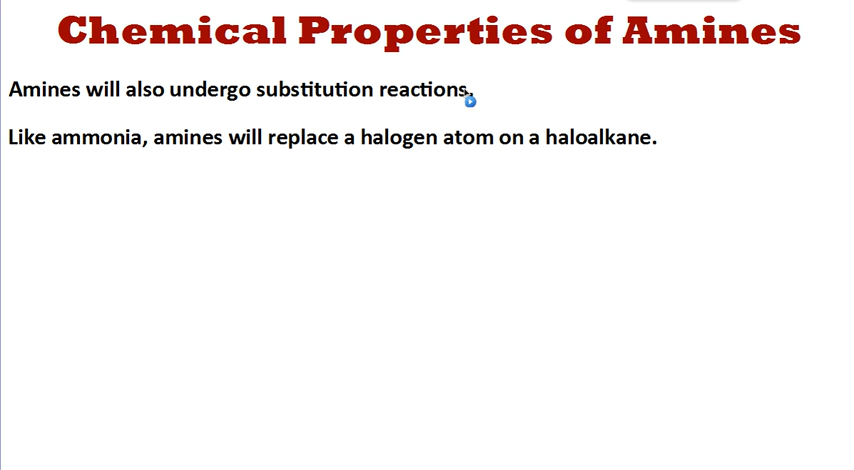 Chemical Properties of Amines
Amines will also undergo substitution reactions.
Like ammonia, amines will replace a halogen atom on a haloalkane.